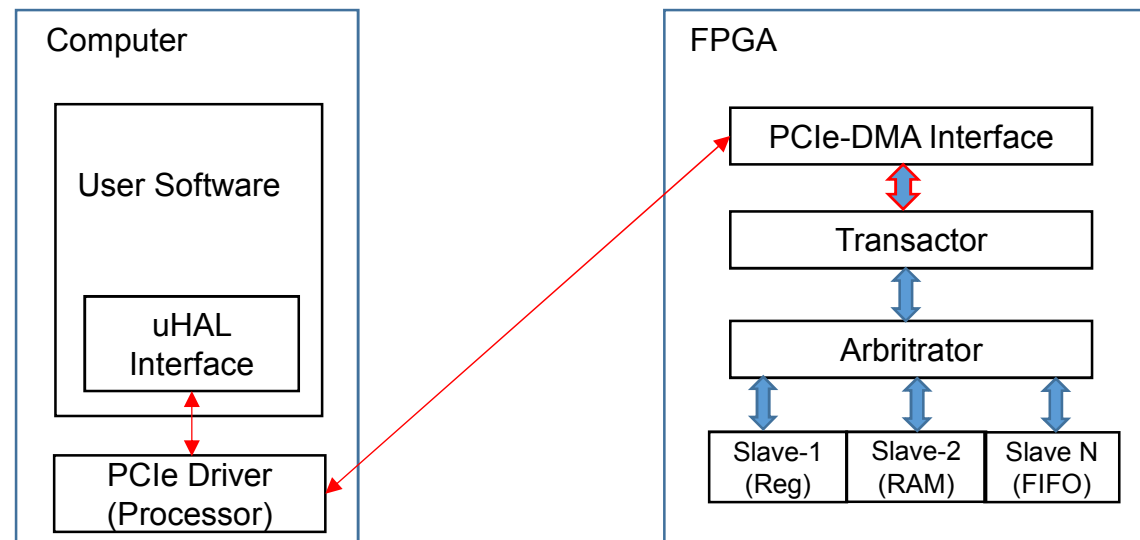 Computer
User Software
uHAL
Interface
PCIe Driver
(Processor)
FPGA
PCIe-DMA Interface
Transactor
Arbritrator
Slave-1
(Reg)
Slave-2
(RAM)
Slave N
(FIFO)